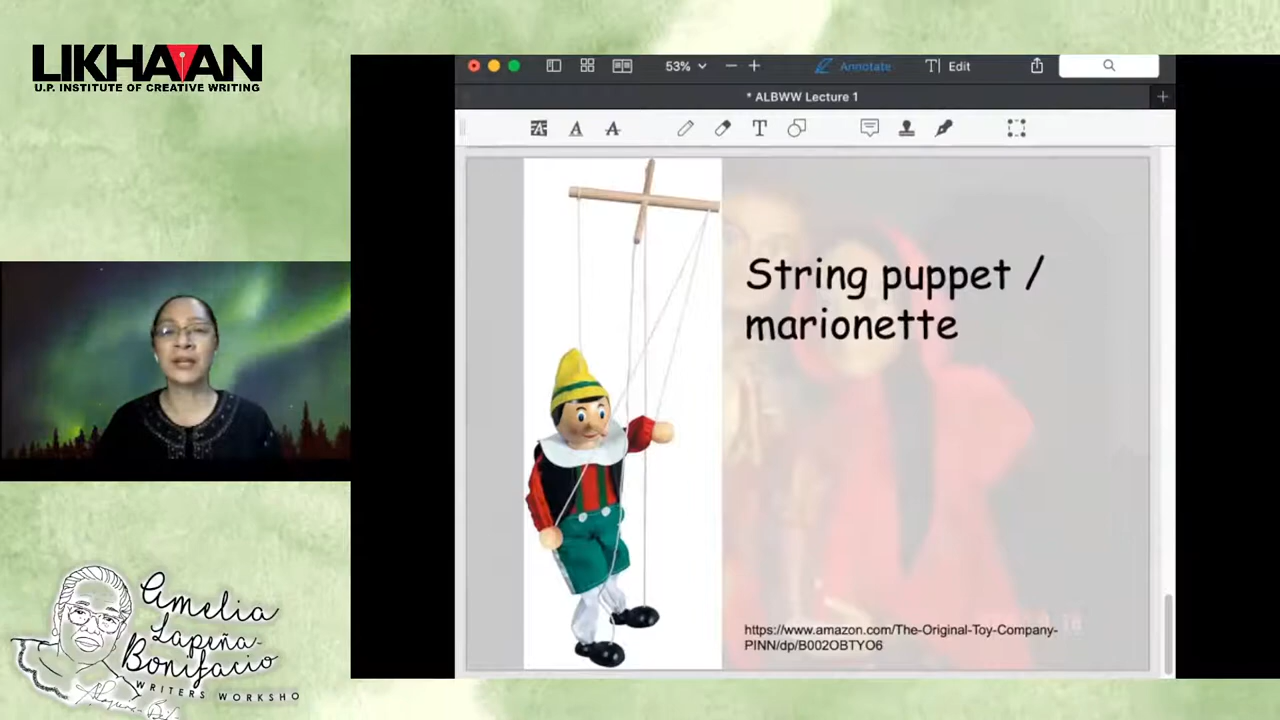 LIKHAAN
U.P. INSTITUTE OF CREATIVE WRITING
53%
Annotate
Edit
* ALBWW Lecture 1
String puppet /
marionette
https://www.amazon.com/The-Original-Toy-Company-
PINN/dp/B002OBTYO6
Amelia
Lapeña-
Bonifacio
WRITERS WORKSHO